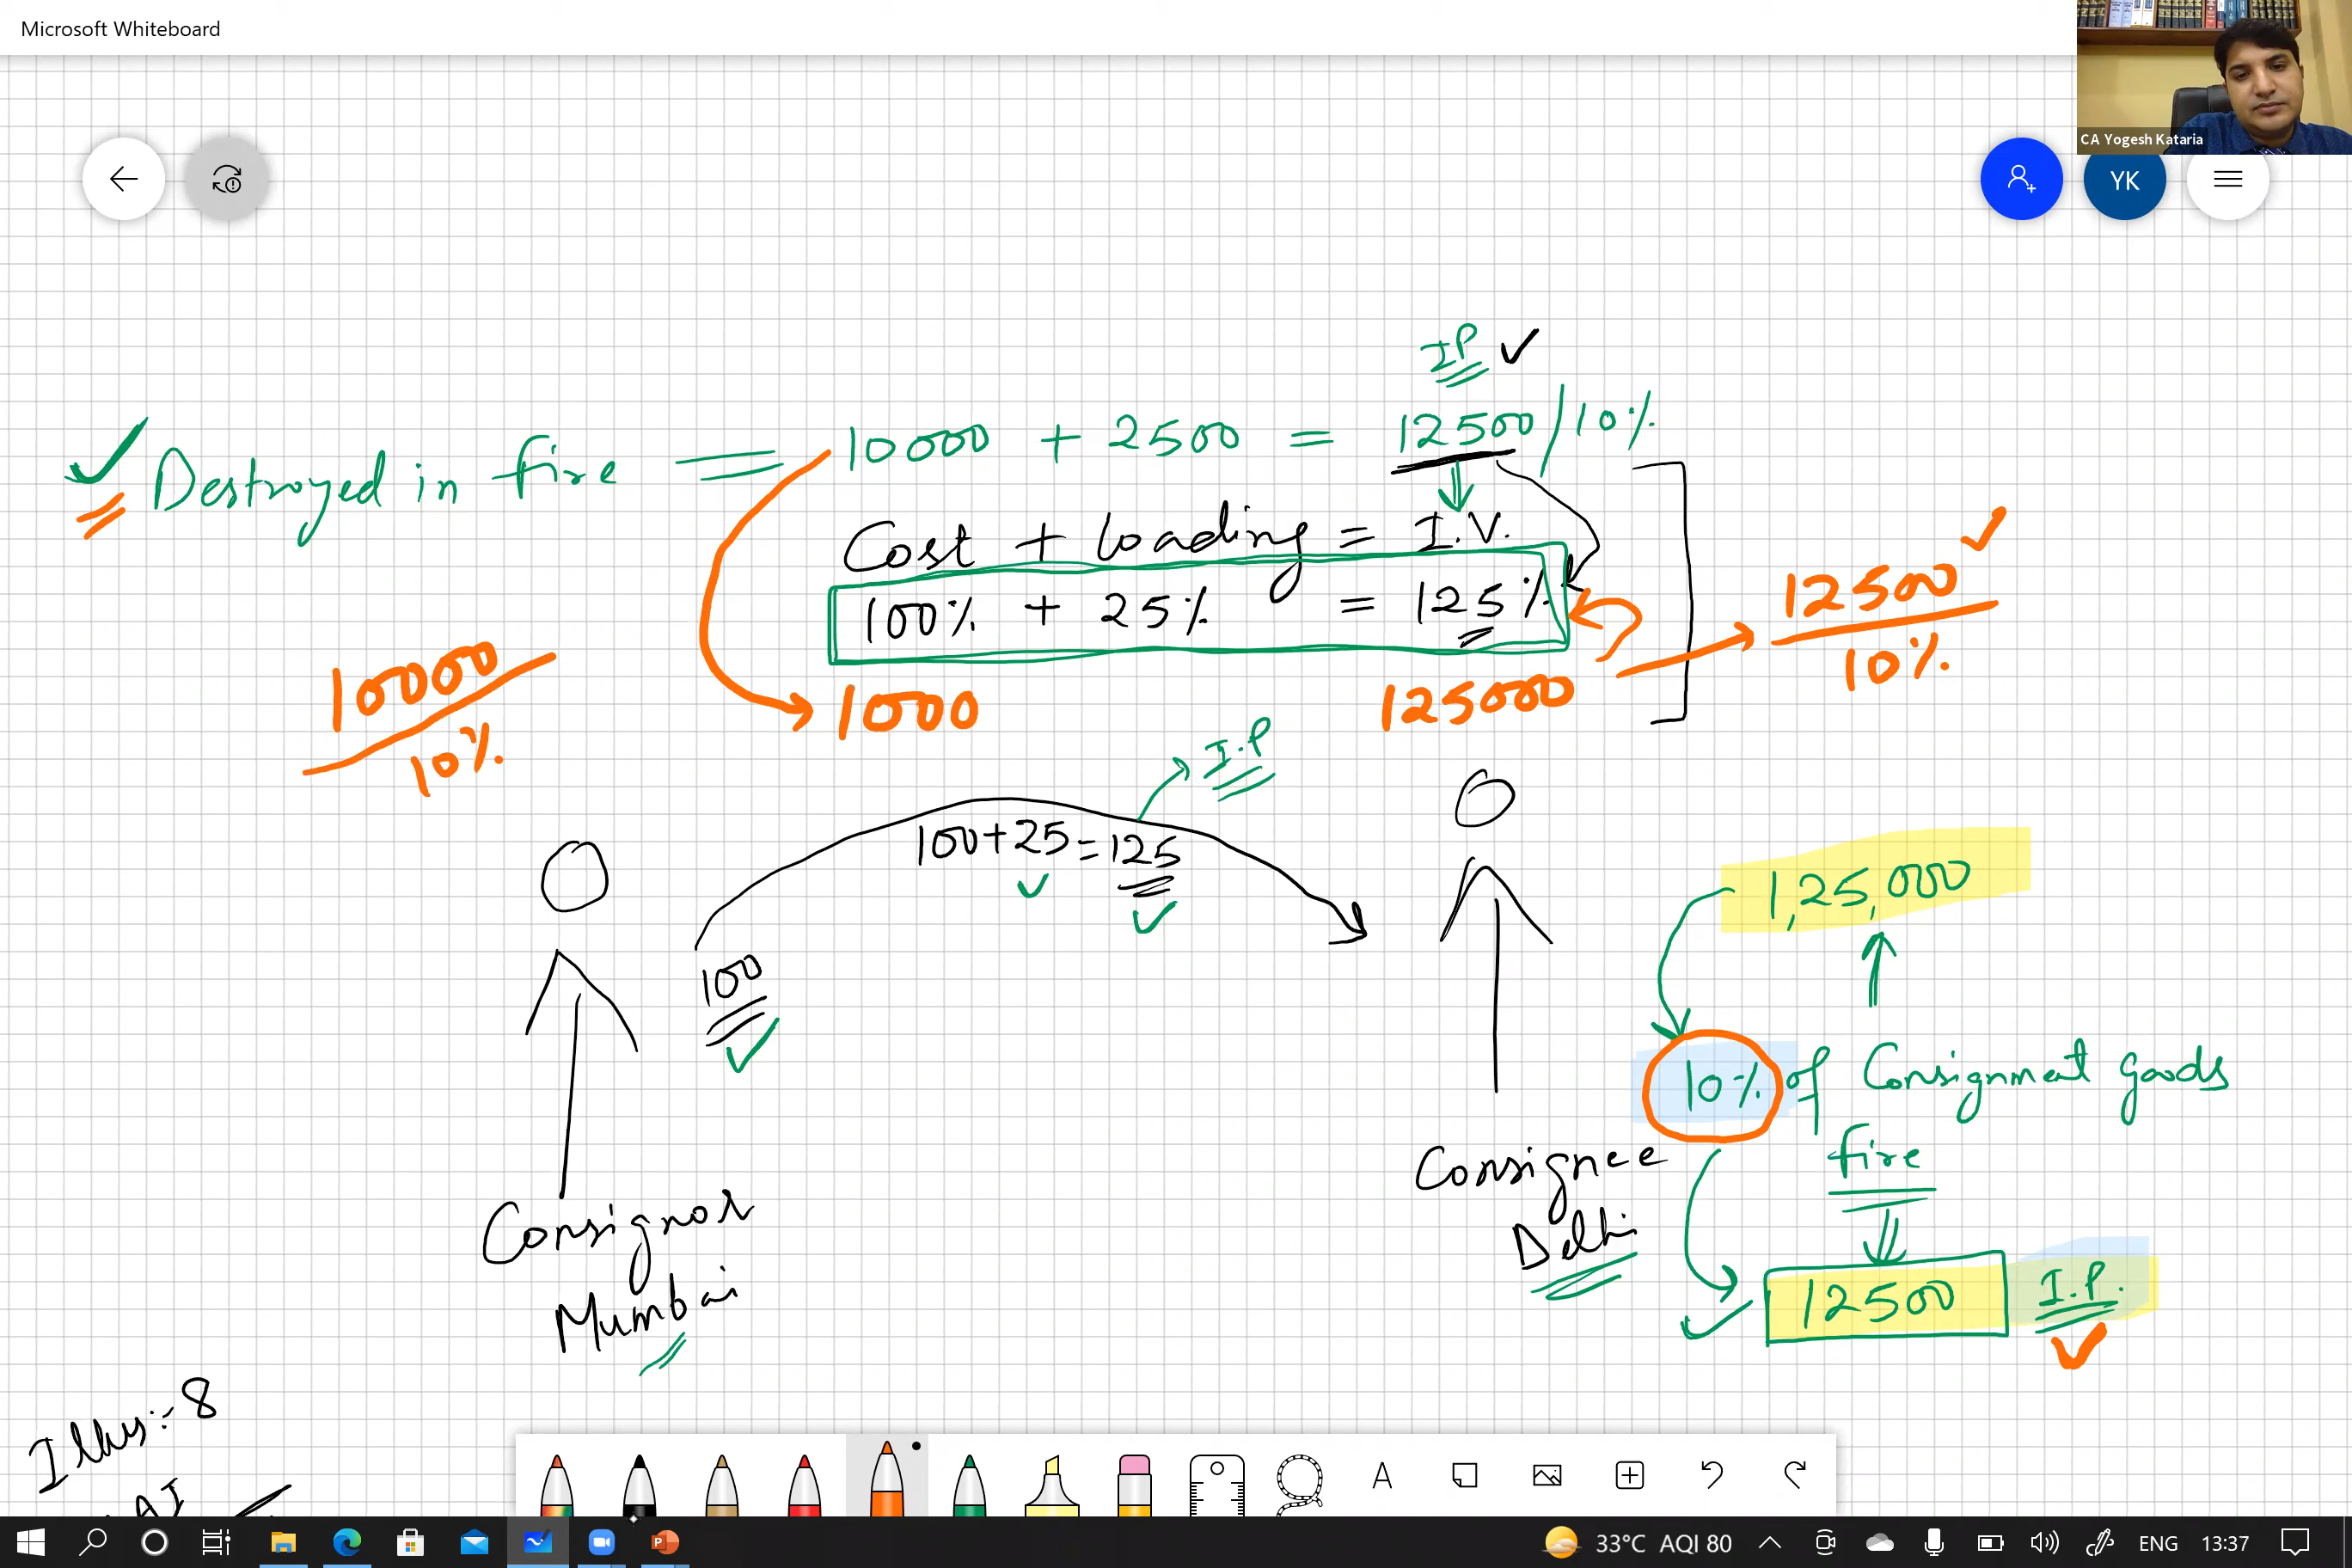 Microsoft Whiteboard
CA Yogesh Kataria
YK
IP
Destroyed in fire = 10000 + 2500 = 12500 / 10%
Cost + loading = I.V.
100% + 25% = 125%
10000
10%
1000
125000
12500
10%
I.P
100+25=125
100
1,25,000
10% of Consignment goods
fire
12500 I.P.
Consignor
Mumbai
Consignee
Delhi
Illus:-8
A
33°C AQI 80
ENG
13:37